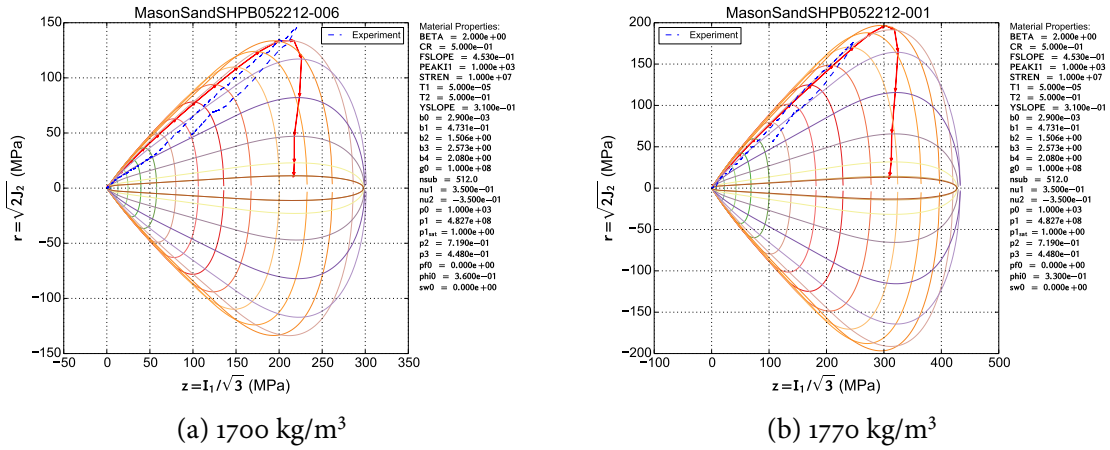 MasonSandSHPB052212-006
Experiment
150
100
50
0
−50
−100
−150
−50
0
50
100
150
200
250
300
350
r = √2J₂ (MPa)
z = I₁/√3 (MPa)
Material Properties:
BETA = 2.000e+00
CR = 5.000e−01
FSLOPE = 4.530e−01
PEAKI1 = 1.000e+03
STREN = 1.000e+07
T1 = 5.000e−05
T2 = 5.000e−01
YSLOPE = 3.100e−01
b0 = 2.900e−03
b1 = 4.731e−01
b2 = 1.506e+00
b3 = 2.573e+00
b4 = 2.080e+00
g0 = 1.000e+08
nsub = 512.0
nu1 = 3.500e−01
nu2 = −3.500e−01
p0 = 1.000e+03
p1 = 4.827e+08
p1sat = 1.000e+00
p2 = 7.190e−01
p3 = 4.480e−01
pf0 = 0.000e+00
phi0 = 3.600e−01
sw0 = 0.000e+00
(a) 1700 kg/m³
MasonSandSHPB052212-001
Experiment
200
150
100
50
0
−50
−100
−150
−200
−100
0
100
200
300
400
500
r = √2J₂ (MPa)
z = I₁/√3 (MPa)
Material Properties:
BETA = 2.000e+00
CR = 5.000e−01
FSLOPE = 4.530e−01
PEAKI1 = 1.000e+03
STREN = 1.000e+07
T1 = 5.000e−05
T2 = 5.000e−01
YSLOPE = 3.100e−01
b0 = 2.900e−03
b1 = 4.731e−01
b2 = 1.506e+00
b3 = 2.573e+00
b4 = 2.080e+00
g0 = 1.000e+08
nsub = 512.0
nu1 = 3.500e−01
nu2 = −3.500e−01
p0 = 1.000e+03
p1 = 4.827e+08
p1sat = 1.000e+00
p2 = 7.190e−01
p3 = 4.480e−01
pf0 = 0.000e+00
phi0 = 3.300e−01
sw0 = 0.000e+00
(b) 1770 kg/m³